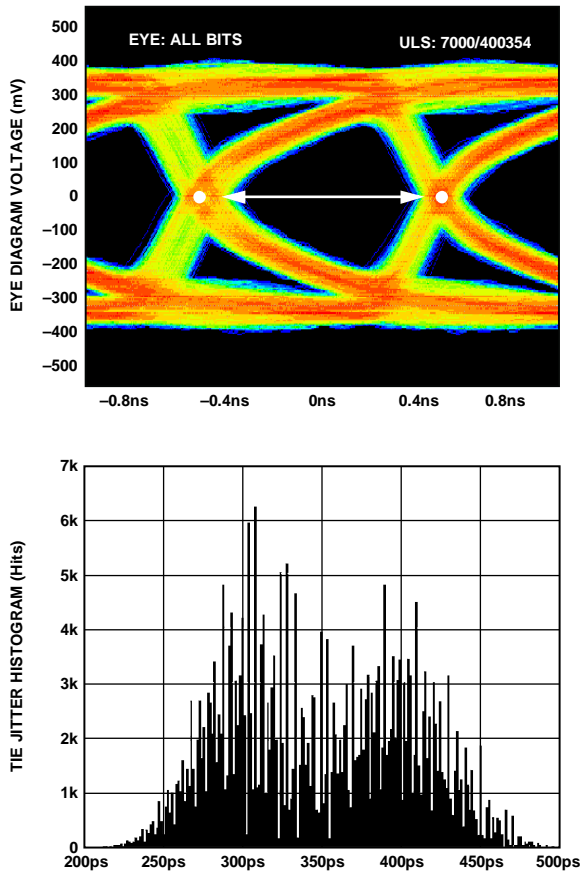 EYE DIAGRAM VOLTAGE (mV)
500
400
300
200
100
0
–100
–200
–300
–400
–500
EYE: ALL BITS
ULS: 7000/400354
–0.8ns –0.4ns 0ns 0.4ns 0.8ns
TIE JITTER HISTOGRAM (Hits)
7k
6k
5k
4k
3k
2k
1k
0
200ps 250ps 300ps 350ps 400ps 450ps 500ps